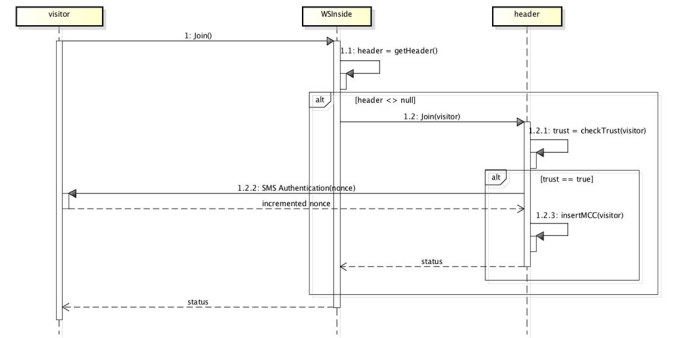 visitor
WSInside
header
1: Join()
1.1: header = getHeader()
alt
[header <> null]
1.2: Join(visitor)
1.2.1: trust = checkTrust(visitor)
alt
[trust == true]
1.2.2: SMS Authentication(nonce)
incremented nonce
1.2.3: insertMCC(visitor)
status
status